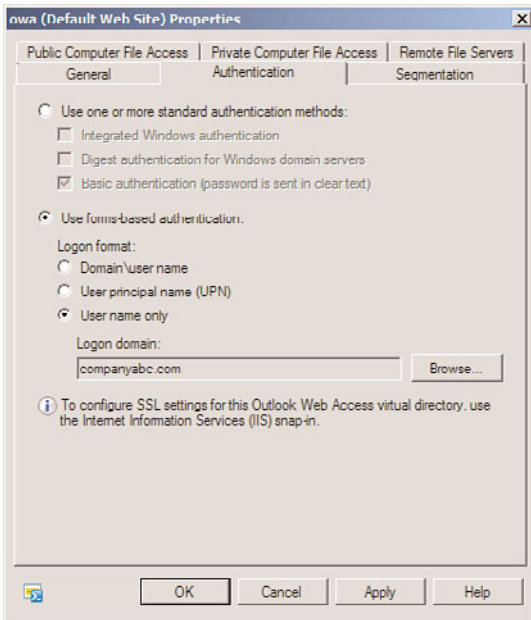 owa (Default Web Site) Properties
Public Computer File Access
Private Computer File Access
Remote File Servers
General
Authentication
Segmentation
Use one or more standard authentication methods:
Integrated Windows authentication
Digest authentication for Windows domain servers
Basic authentication (password is sent in clear text)
Use forms-based authentication:
Logon format:
Domain\user name
User principal name (UPN)
User name only
Logon domain:
companyabc.com
Browse...
To configure SSL settings for this Outlook Web Access virtual directory, use
the Internet Information Services (IIS) snap-in.
OK
Cancel
Apply
Help